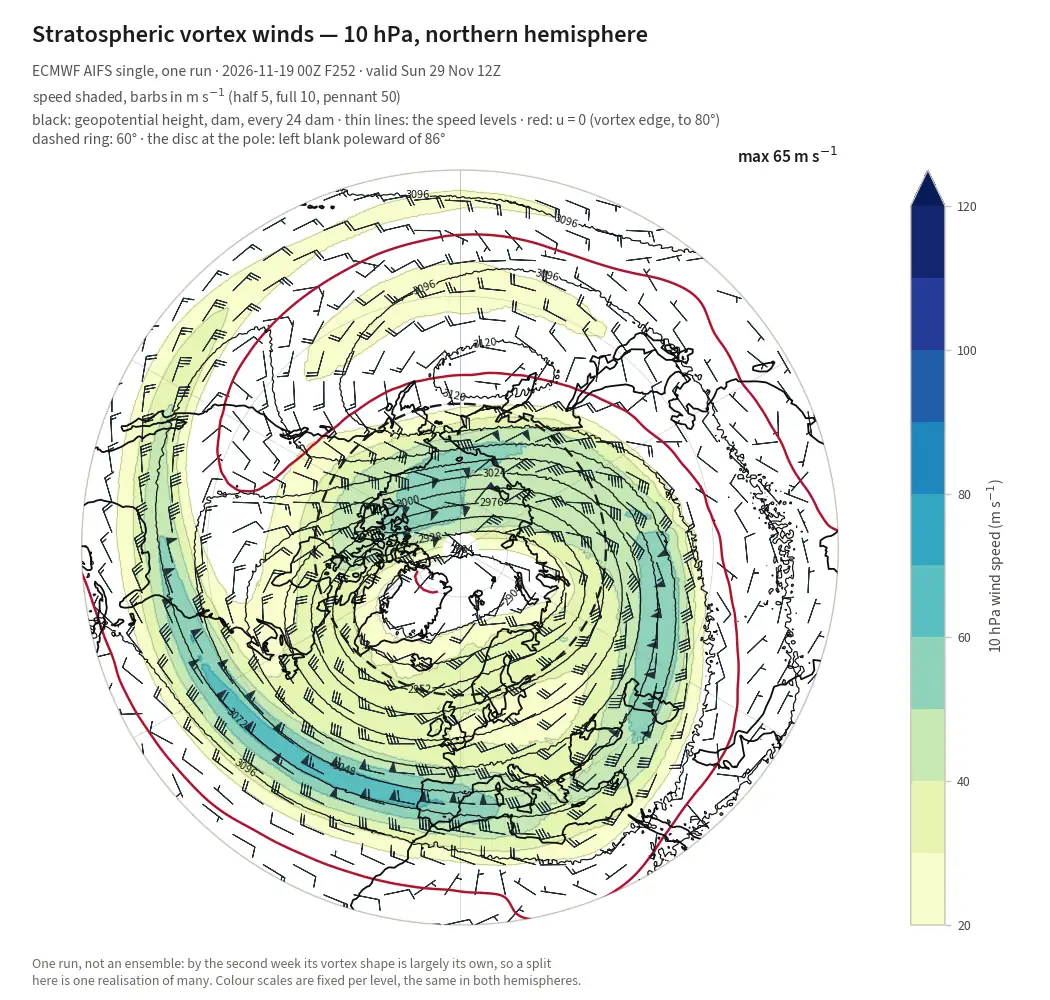 Stratospheric vortex winds — 10 hPa, northern hemisphere
ECMWF AIFS single, one run · 2026-11-19 00Z F252 · valid Sun 29 Nov 12Z
speed shaded, barbs in m s⁻¹ (half 5, full 10, pennant 50)
black: geopotential height, dam, every 24 dam · thin lines: the speed levels · red: u = 0 (vortex edge, to 80°)
dashed ring: 60° · the disc at the pole: left blank poleward of 86°
max 65 m s⁻¹
3096
3096
3096
3096
3120
3120
3024
3000
2976
2952
3072
3048
3096
120
100
80
60
40
20
10 hPa wind speed (m s⁻¹)
One run, not an ensemble: by the second week its vortex shape is largely its own, so a split
here is one realisation of many. Colour scales are fixed per level, the same in both hemispheres.